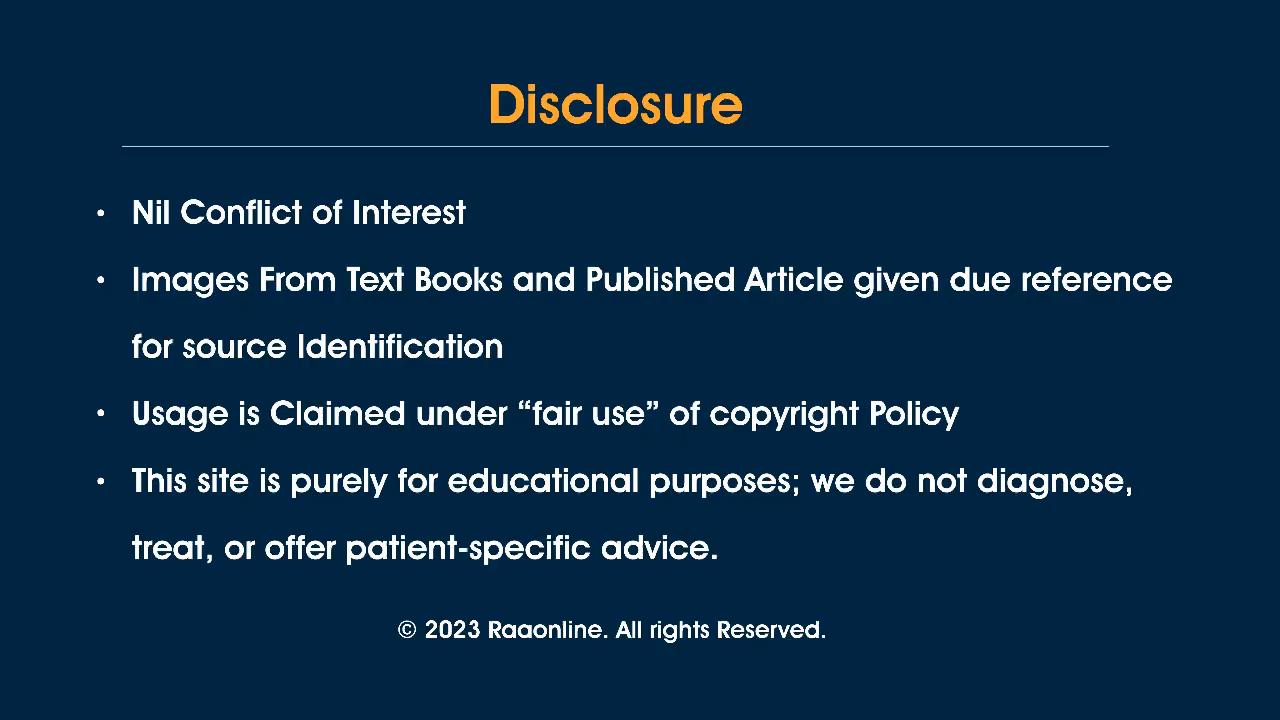 Disclosure
• Nil Conflict of Interest
• Images From Text Books and Published Article given due reference
for source Identification
• Usage is Claimed under “fair use” of copyright Policy
• This site is purely for educational purposes; we do not diagnose,
treat, or offer patient-specific advice.
© 2023 Raaonline. All rights Reserved.